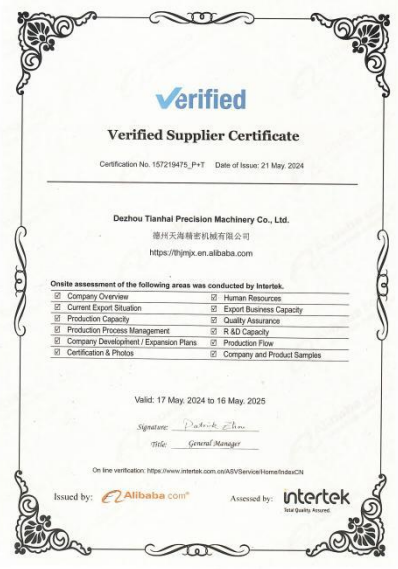 Verified
Verified Supplier Certificate
Certification No. 157219475_P+T Date of Issue: 21 May. 2024
Dezhou Tianhai Precision Machinery Co., Ltd.
德州天海精密机械有限公司
https://thjmjx.en.alibaba.com
Onsite assessment of the following areas was conducted by Intertek.
☑ Company Overview ☑ Human Resources
☑ Current Export Situation ☑ Export Business Capacity
☑ Production Capacity ☑ Quality Assurance
☑ Production Process Management ☑ R &D Capacity
☑ Company Development / Expansion Plans ☑ Production Flow
☑ Certification & Photos ☑ Company and Product Samples
Valid: 17 May. 2024 to 16 May. 2025
Signature: Patrick
Title: General Manager
On line verification: https://www.intertek.com.cn/ASVService/Home/IndexCN
Issued by: Alibaba.com® Assessed by: intertek
Total Quality. Assured.